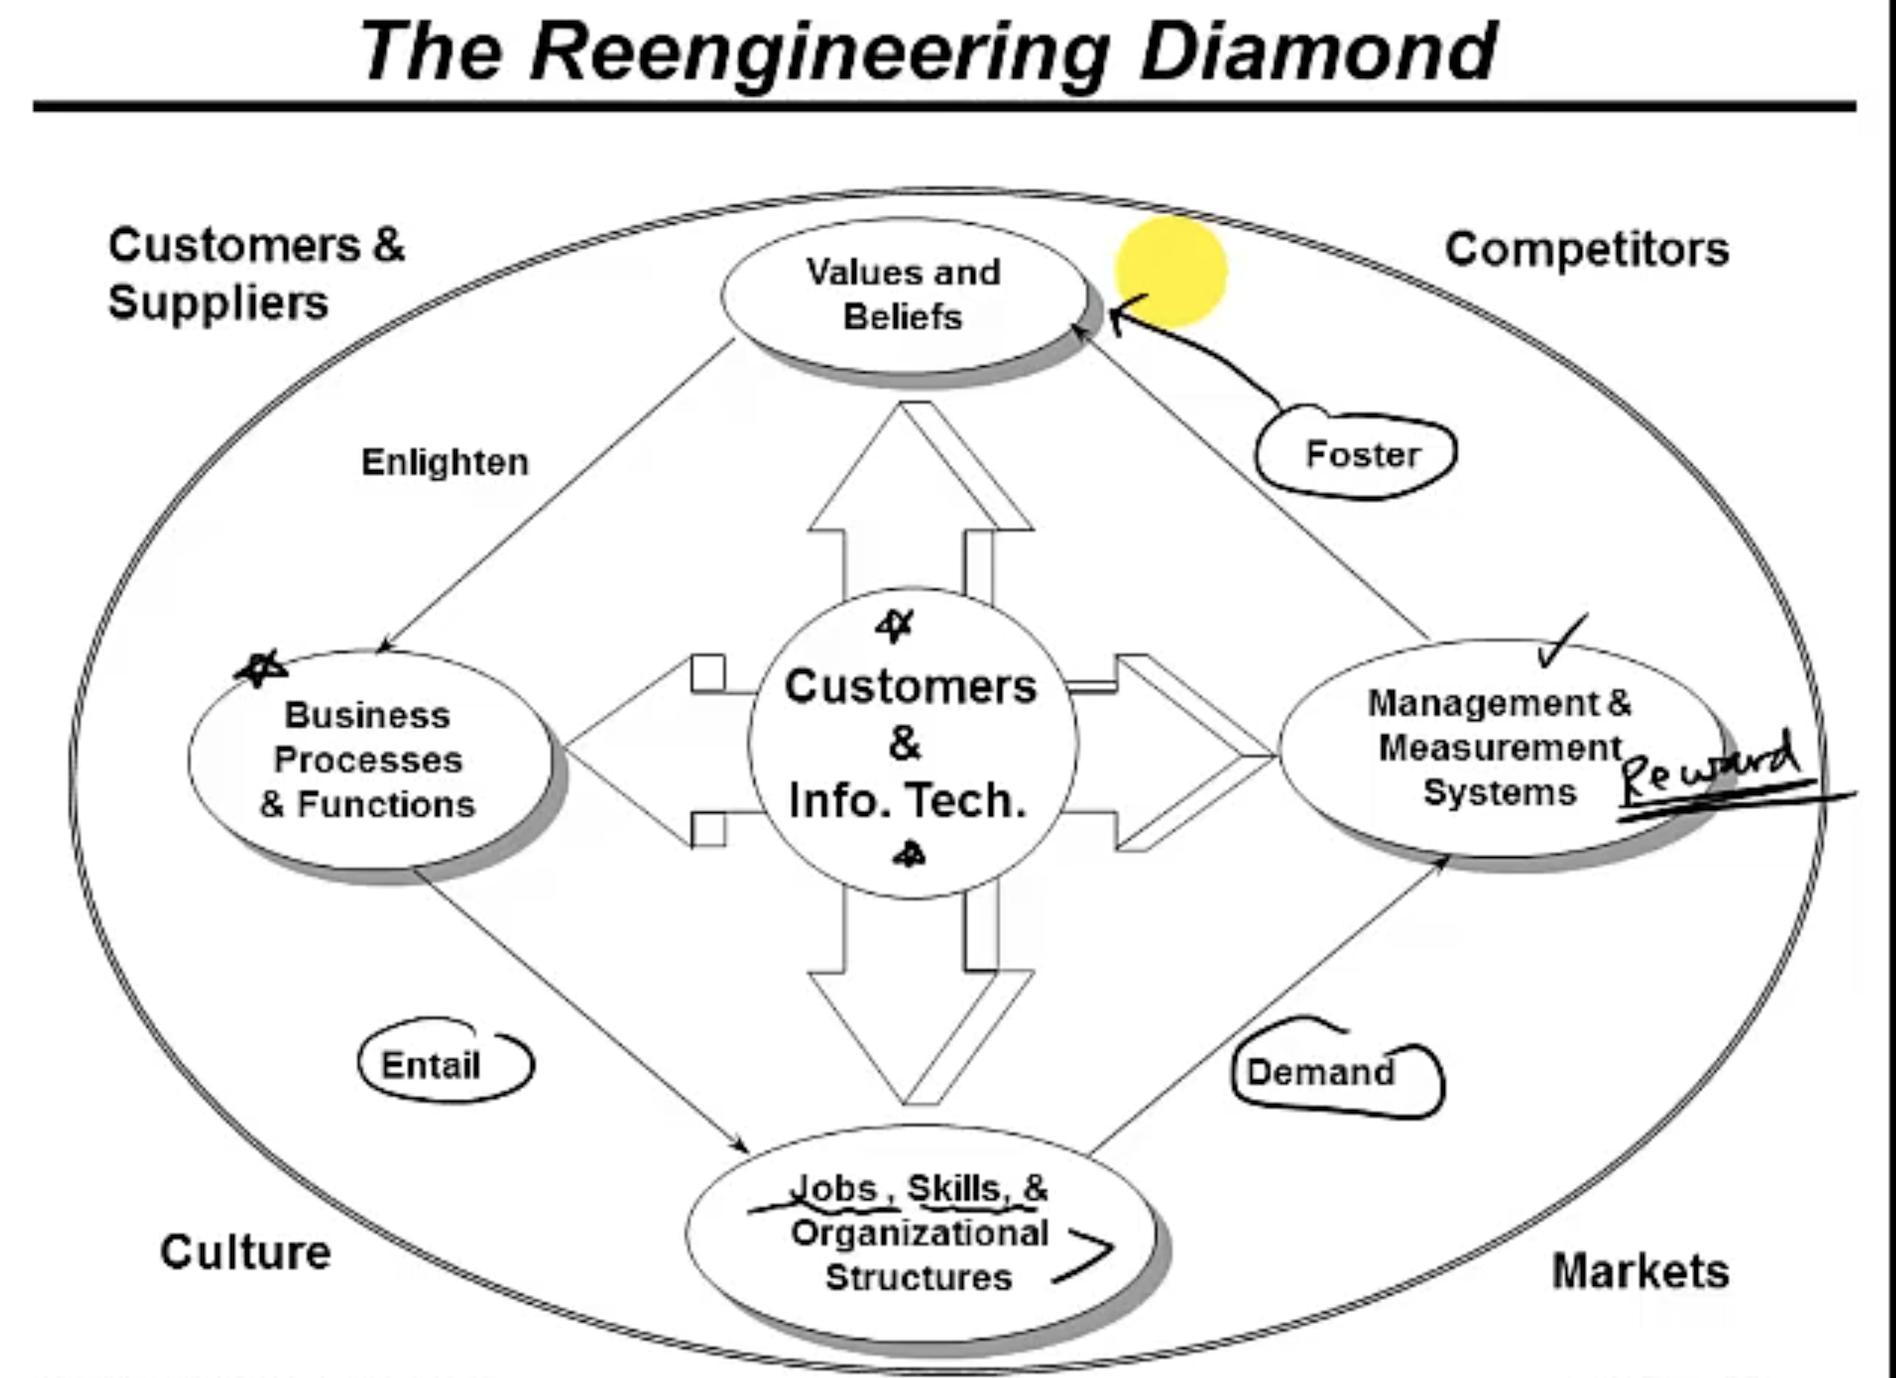 The Reengineering Diamond
Customers &
Suppliers
Competitors
Values and
Beliefs
Enlighten
Foster
Business
Processes
& Functions
Customers
&
Info. Tech.
Management &
Measurement
Systems
Reward
Entail
Demand
Jobs, Skills, &
Organizational
Structures
Culture
Markets